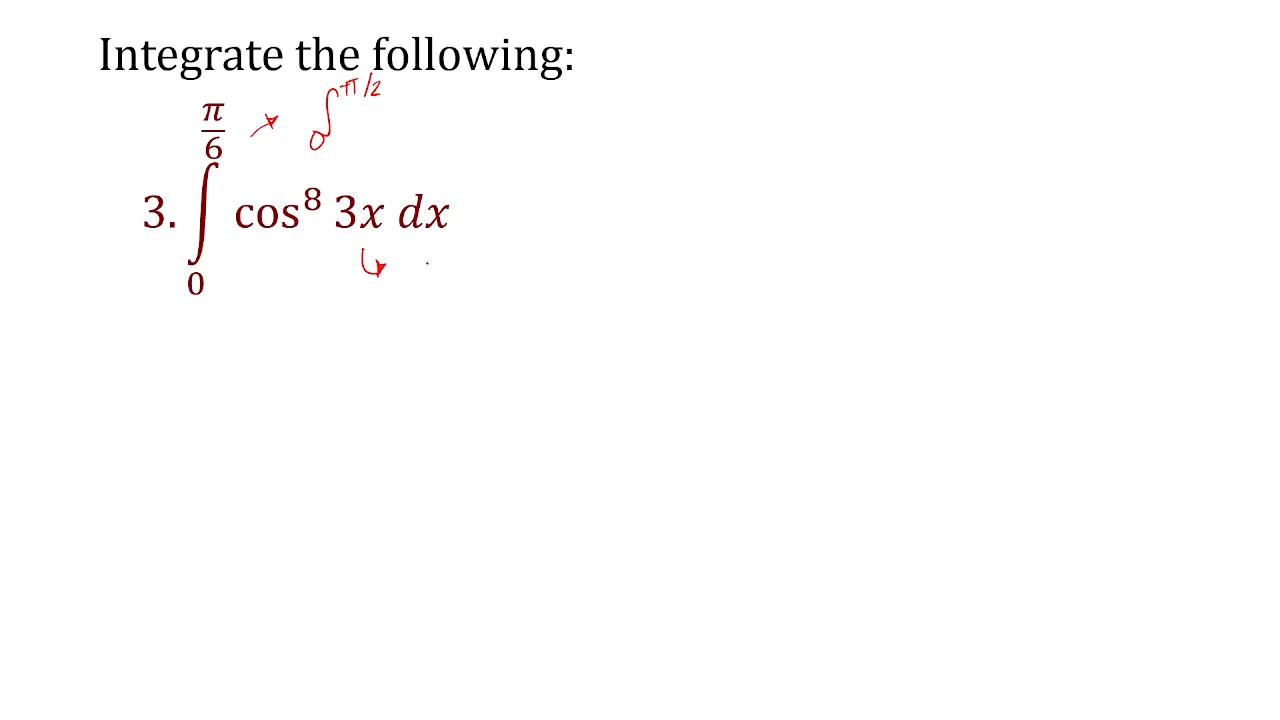 Integrate the following:
π/6 → ∫₀^π/2
3. ∫ cos⁸ 3x dx
0